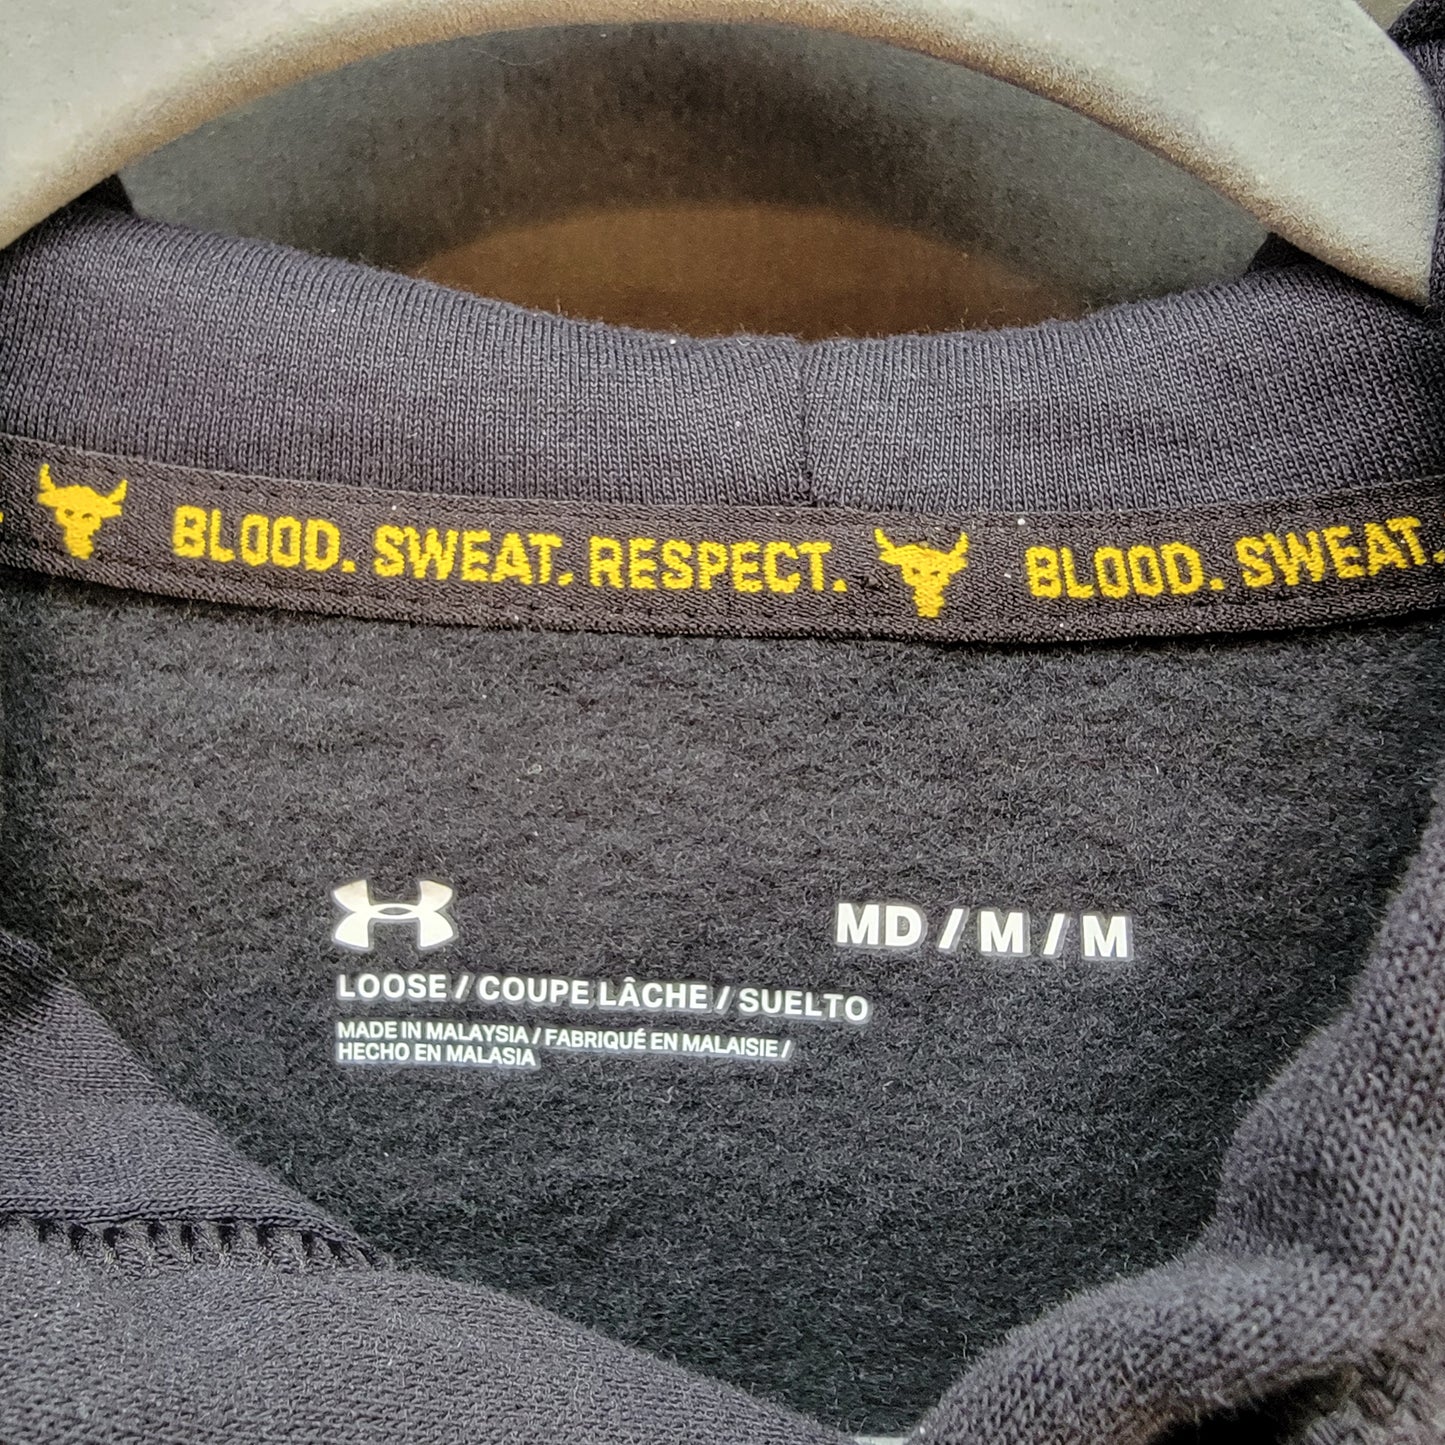 BLOOD. SWEAT. RESPECT. BLOOD. SWEAT.
MD / M / M
LOOSE / COUPE LÂCHE / SUELTO
MADE IN MALAYSIA / FABRIQUÉ EN MALAISIE /
HECHO EN MALASIA